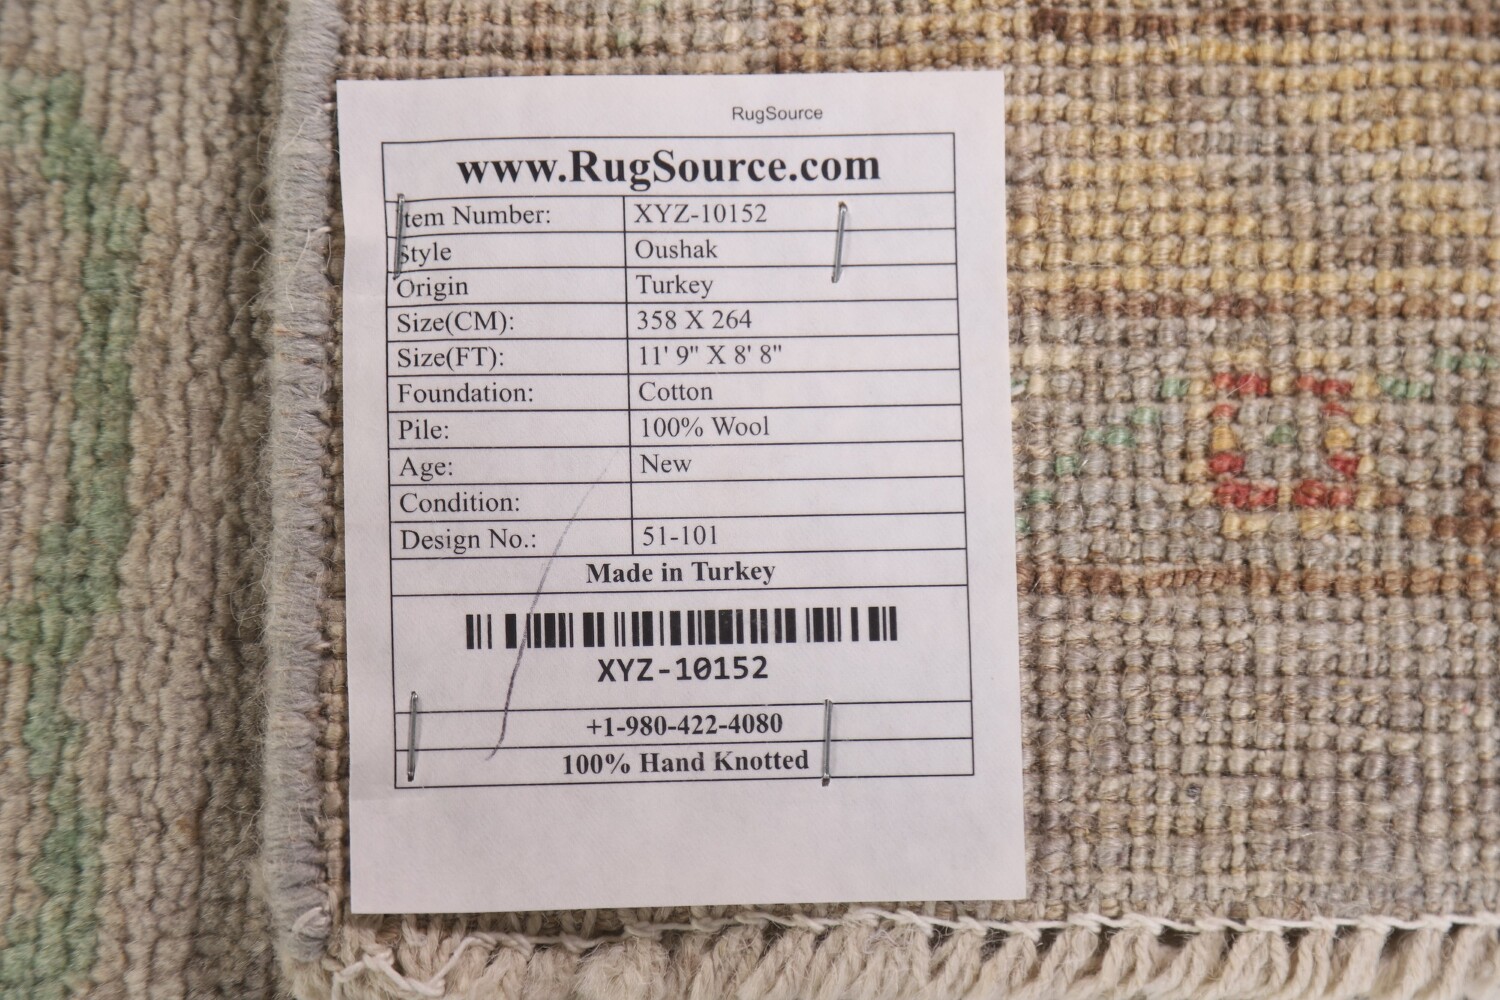 RugSource
www.RugSource.com
Item Number: XYZ-10152
Style Oushak
Origin Turkey
Size(CM): 358 X 264
Size(FT): 11' 9" X 8' 8"
Foundation: Cotton
Pile: 100% Wool
Age: New
Condition:
Design No.: 51-101
Made in Turkey
XYZ-10152
+1-980-422-4080
100% Hand Knotted